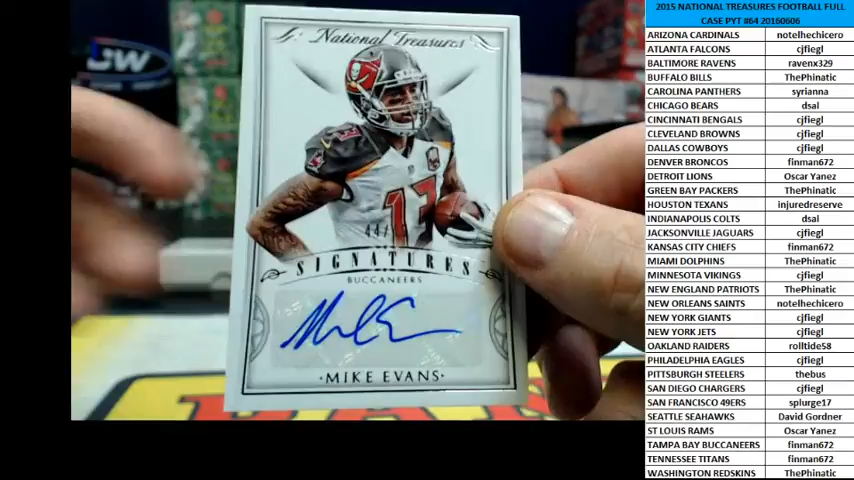 2015 NATIONAL TREASURES FOOTBALL FULL
CASE PYT #64 20160606
ARIZONA CARDINALS notelhechicero
ATLANTA FALCONS cjfiegl
BALTIMORE RAVENS ravenx329
BUFFALO BILLS ThePhinatic
CAROLINA PANTHERS syrianna
CHICAGO BEARS dsal
CINCINNATI BENGALS cjfiegl
CLEVELAND BROWNS cjfiegl
DALLAS COWBOYS cjfiegl
DENVER BRONCOS finman672
DETROIT LIONS Oscar Yanez
GREEN BAY PACKERS ThePhinatic
HOUSTON TEXANS injuredreserve
INDIANAPOLIS COLTS dsal
JACKSONVILLE JAGUARS cjfiegl
KANSAS CITY CHIEFS finman672
MIAMI DOLPHINS ThePhinatic
MINNESOTA VIKINGS cjfiegl
NEW ENGLAND PATRIOTS ThePhinatic
NEW ORLEANS SAINTS notelhechicero
NEW YORK GIANTS cjfiegl
NEW YORK JETS cjfiegl
OAKLAND RAIDERS rolltide58
PHILADELPHIA EAGLES cjfiegl
PITTSBURGH STEELERS thebus
SAN DIEGO CHARGERS cjfiegl
SAN FRANCISCO 49ERS splurge17
SEATTLE SEAHAWKS David Gordner
ST LOUIS RAMS Oscar Yanez
TAMPA BAY BUCCANEERS finman672
TENNESSEE TITANS finman672
WASHINGTON REDSKINS ThePhinatic
National Treasures
13
SIGNATURES
BUCCANEERS
MIKE EVANS